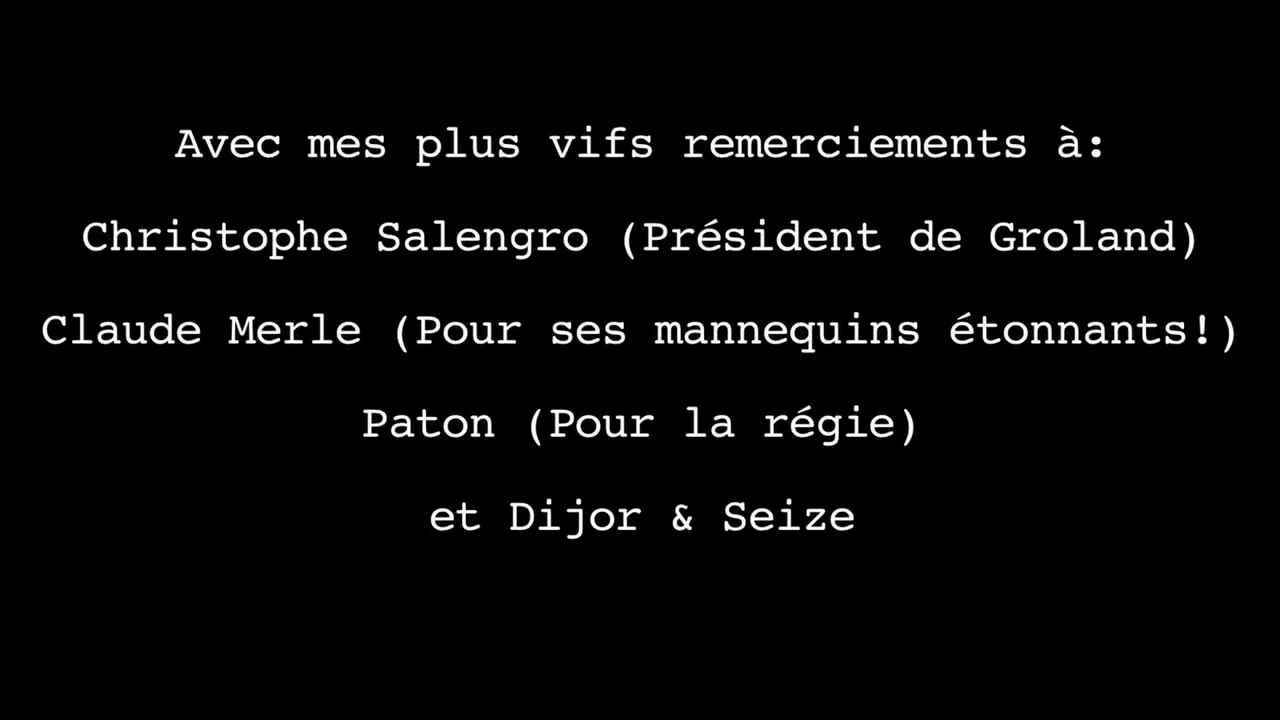 Avec mes plus vifs remerciements à:
Christophe Salengro (Président de Groland)
Claude Merle (Pour ses mannequins étonnants!)
Paton (Pour la régie)
et Dijor & Seize